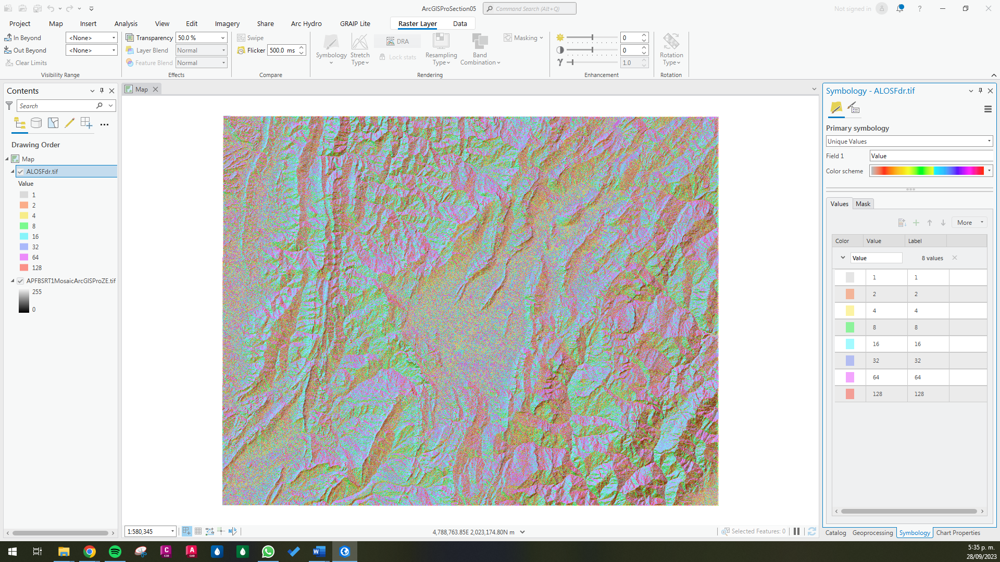 ArcGISProSection05
Command Search (Alt+Q)
Not signed in
?
Project Map Insert Analysis View Edit Imagery Share Arc Hydro GRAIP Lite Raster Layer Data
In Beyond <None>
Out Beyond <None>
Clear Limits
Visibility Range
Transparency 50.0 %
Layer Blend Normal
Feature Blend Normal
Effects
Swipe
Flicker 500.0 ms
Compare
Symbology
Stretch
Type
DRA
Lock stats
Resampling
Type
Band
Combination
Masking
Rendering
0
0
γ 1.0
Enhancement
Rotation
Type
Rotation
Contents
Search
Drawing Order
Map
ALOSFdr.tif
Value
1
2
4
8
16
32
64
128
APFBSRT1MosaicArcGISProZE.tif
255
0
Map
1:580,345
4,788,763.85E 2,023,174.80N m
Selected Features: 0
Symbology - ALOSFdr.tif
Primary symbology
Unique Values
Field 1 Value
Color scheme
Values Mask
More
Color Value Label
Value 8 values
1 1
2 2
4 4
8 8
16 16
32 32
64 64
128 128
Catalog Geoprocessing Symbology Chart Properties
C
C3D
A
CAD
W
5:35 p. m.
28/09/2023